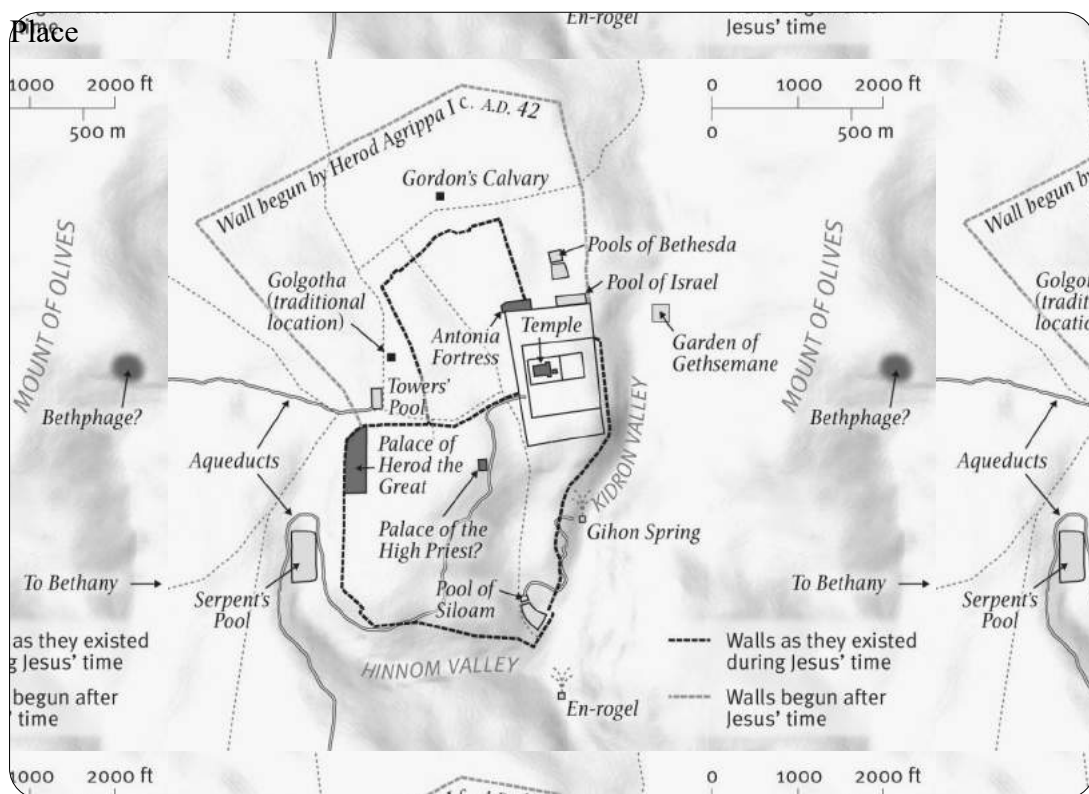 Place
time
En-rogel
Jesus' time
1000 2000 ft
500 m
0 1000 2000 ft
0 500 m
Wall begun by Herod Agrippa I c. A.D. 42
Gordon's Calvary
MOUNT OF OLIVES
Bethphage?
Golgotha
(traditional
location)
Pools of Bethesda
Pool of Israel
Antonia
Fortress
Temple
Garden of
Gethsemane
Towers'
Pool
Aqueducts
Palace of
Herod the
Great
KIDRON VALLEY
Palace of the
High Priest?
Gihon Spring
To Bethany
Serpent's
Pool
Pool of
Siloam
HINNOM VALLEY
En-rogel
as they existed
g Jesus' time
begun after
' time
Walls as they existed
during Jesus' time
Walls begun after
Jesus' time
MOUNT OF OLIVES
Bethphage?
Aqueducts
To Bethany
Serpent's
Pool
Wall begun by Her
Golgo
(tradit
locatio
1000 2000 ft
0 1000 2000 ft